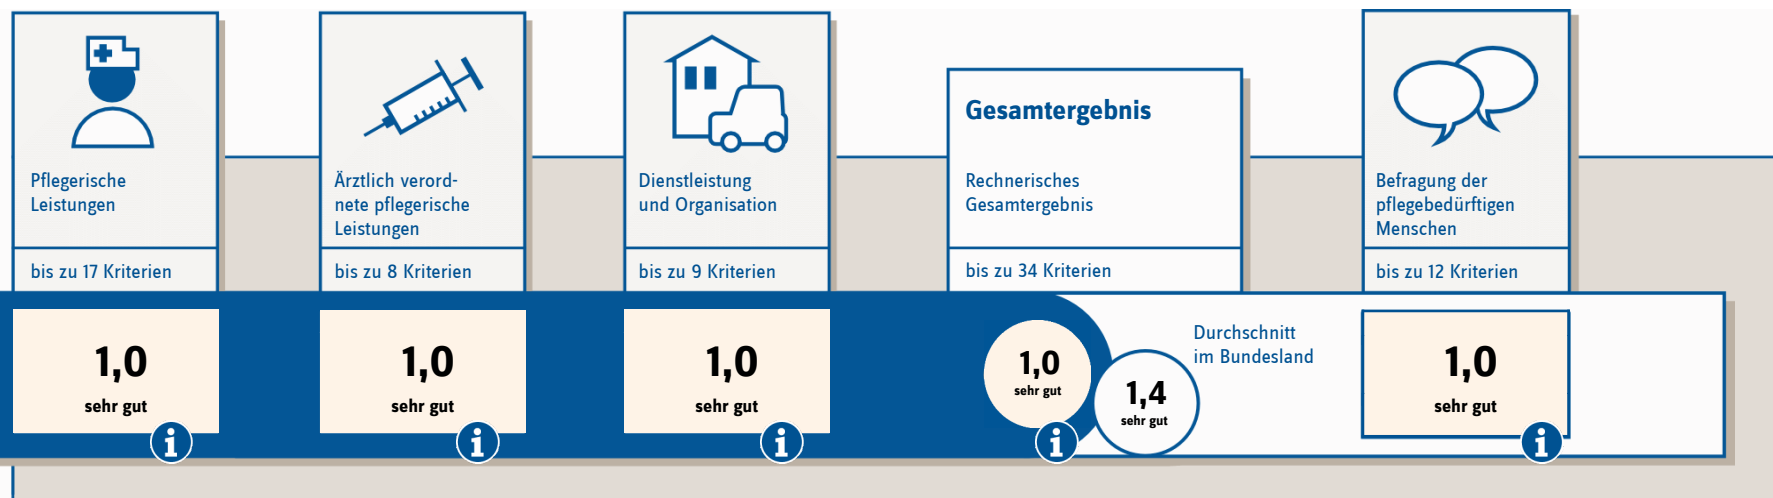 Pflegerische
Leistungen
bis zu 17 Kriterien
1,0
sehr gut
i
Ärztlich verord-
nete pflegerische
Leistungen
bis zu 8 Kriterien
1,0
sehr gut
i
Dienstleistung
und Organisation
bis zu 9 Kriterien
1,0
sehr gut
i
Gesamtergebnis
Rechnerisches
Gesamtergebnis
bis zu 34 Kriterien
1,0
sehr gut
i
1,4
sehr gut
Durchschnitt
im Bundesland
Befragung der
pflegebedürftigen
Menschen
bis zu 12 Kriterien
1,0
sehr gut
i